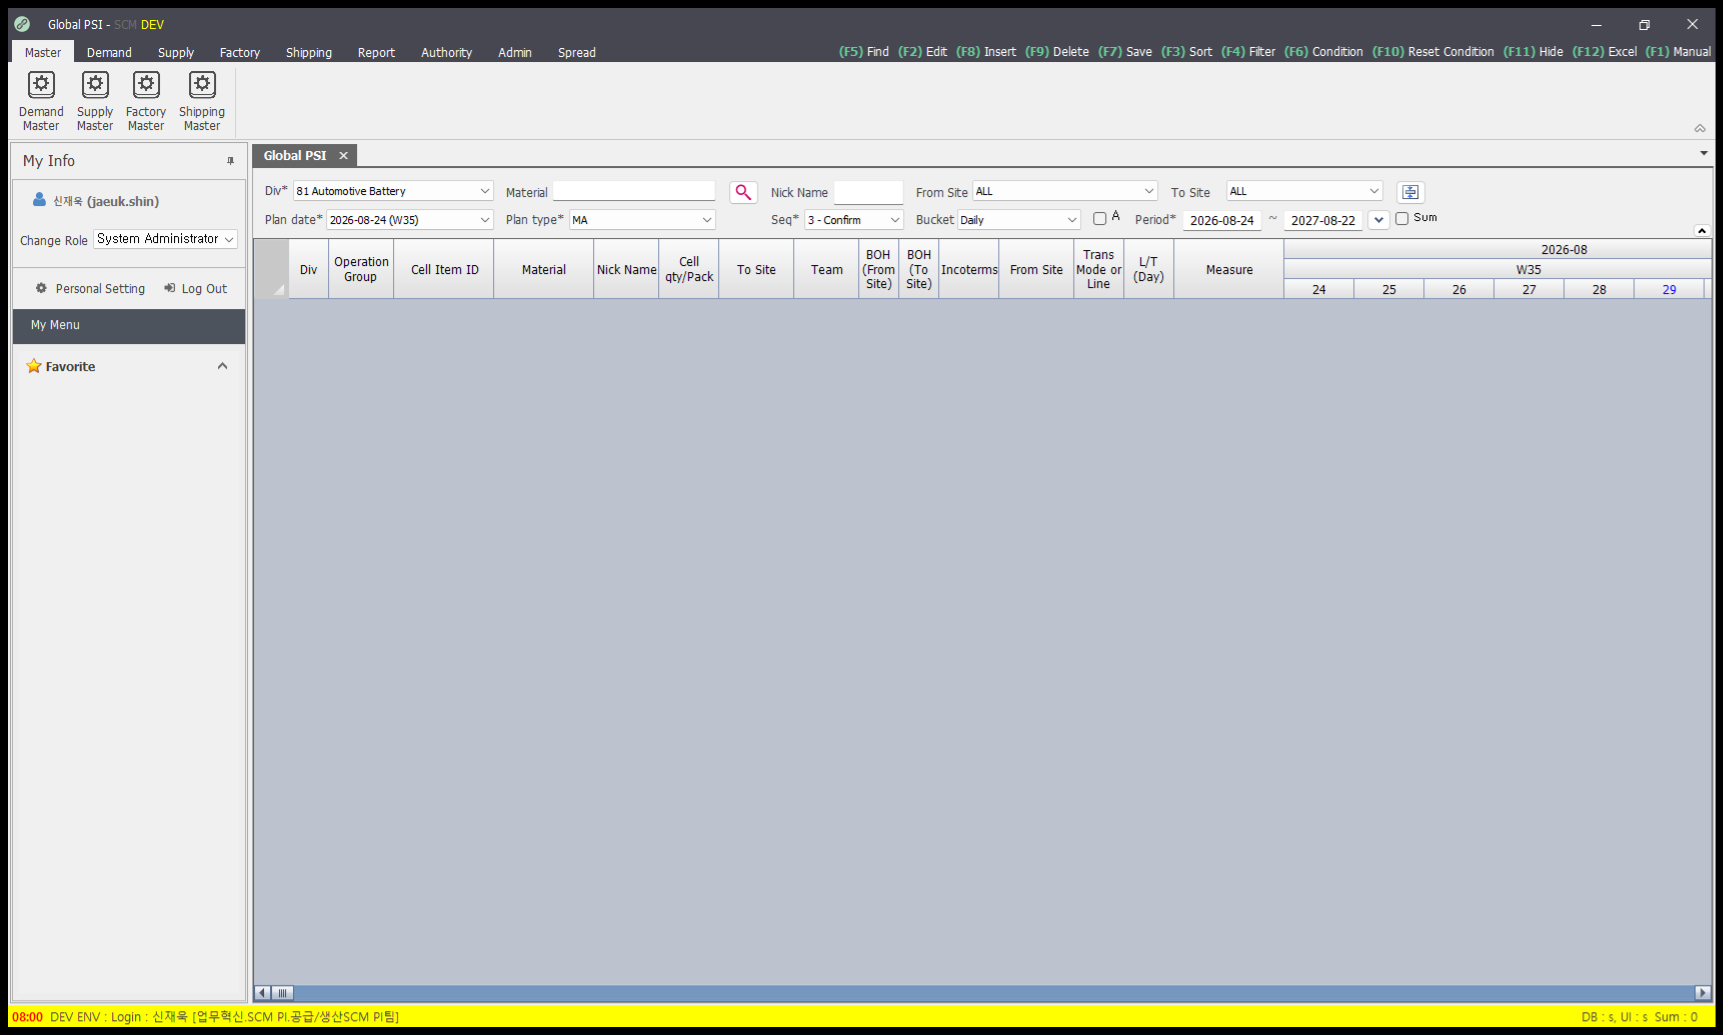 Global PSI - SCM DEV
Master Demand Supply Factory Shipping Report Authority Admin Spread
(F5) Find (F2) Edit (F8) Insert (F9) Delete (F7) Save (F3) Sort (F4) Filter (F6) Condition (F10) Reset Condition (F11) Hide (F12) Excel (F1) Manual
Demand Master
Supply Master
Factory Master
Shipping Master
My Info
신재욱 (jaeuk.shin)
Change Role System Administrator
Personal Setting Log Out
My Menu
Favorite
Global PSI
Div* 81 Automotive Battery Material Nick Name From Site ALL To Site ALL
Plan date* 2026-08-24 (W35) Plan type* MA Seq* 3 - Confirm Bucket Daily A Period* 2026-08-24 ~ 2027-08-22 Sum
Div
Operation Group
Cell Item ID
Material
Nick Name
Cell qty/Pack
To Site
Team
BOH (From Site)
BOH (To Site)
Incoterms
From Site
Trans Mode or Line
L/T (Day)
Measure
2026-08
W35
24 25 26 27 28 29
08:00 DEV ENV : Login : 신재욱 [업무혁신.SCM PI.공급/생산SCM PI팀]
DB : s, UI : s Sum : 0